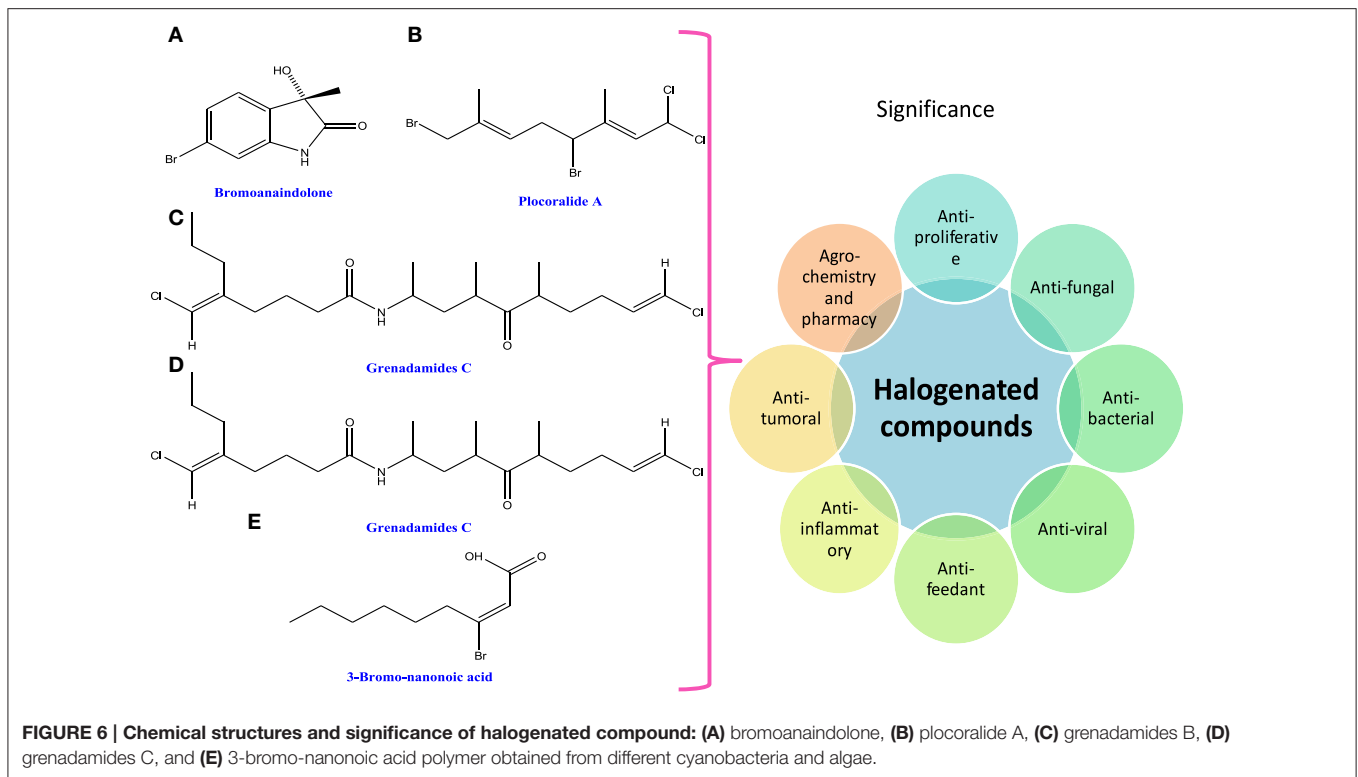 A
HO
O
N
H
Br
Bromoanaindolone
B
Cl
Br
Cl
Br
Plocoralide A
C
O
H
Cl
N
H
Cl
H
O
Grenadamides C
D
O
H
Cl
N
H
Cl
H
O
Grenadamides C
E
OH
O
Br
3-Bromo-nanonoic acid
Significance
Anti-
proliferativ
e
Anti-fungal
Anti-
bacterial
Anti-viral
Anti-
feedant
Anti-
inflammat
ory
Anti-
tumoral
Agro-
chemistry
and
pharmacy
Halogenated
compounds
FIGURE 6 | Chemical structures and significance of halogenated compound: (A) bromoanaindolone, (B) plocoralide A, (C) grenadamides B, (D)
grenadamides C, and (E) 3-bromo-nanonoic acid polymer obtained from different cyanobacteria and algae.